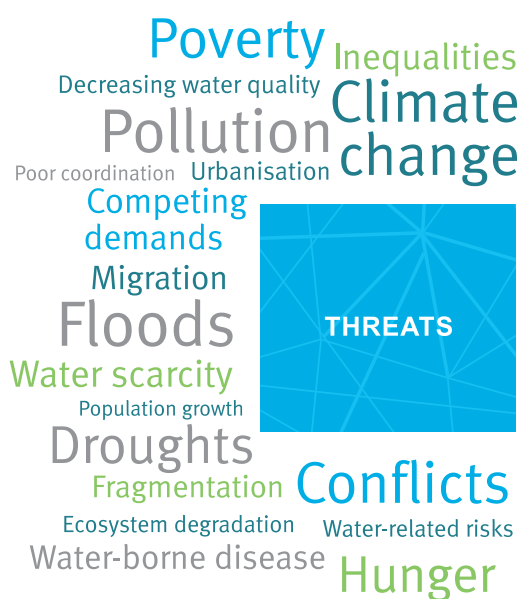 Poverty
Inequalities
Decreasing water quality
Climate
change
Pollution
Poor coordination
Urbanisation
Competing
demands
Migration
THREATS
Floods
Water scarcity
Population growth
Droughts
Conflicts
Fragmentation
Ecosystem degradation
Water-related risks
Water-borne disease
Hunger